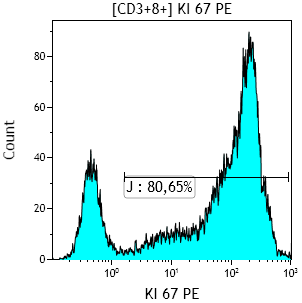 [CD3+8+] KI 67 PE
Count
80
60
40
20
0
J : 80,65%
10⁰ 10¹ 10² 10³
KI 67 PE